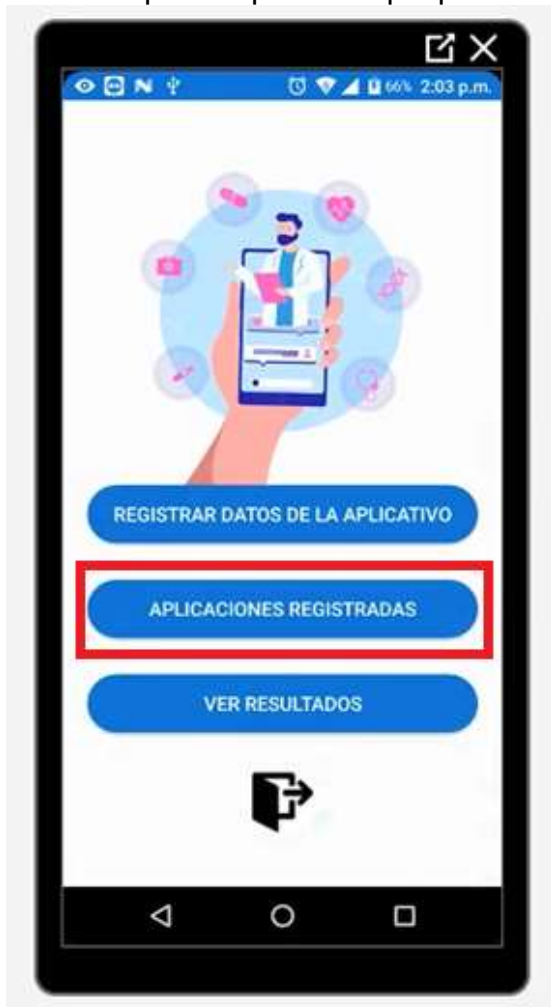 66% 2:03 p.m.
REGISTRAR DATOS DE LA APLICATIVO
APLICACIONES REGISTRADAS
VER RESULTADOS